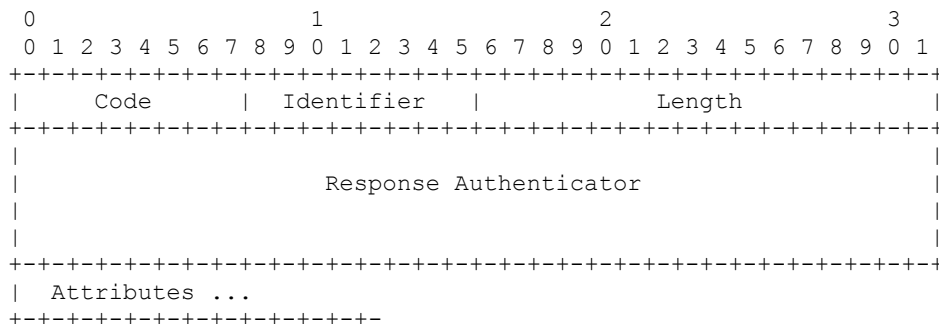 0                   1                   2                   3
 0 1 2 3 4 5 6 7 8 9 0 1 2 3 4 5 6 7 8 9 0 1 2 3 4 5 6 7 8 9 0 1
+-+-+-+-+-+-+-+-+-+-+-+-+-+-+-+-+-+-+-+-+-+-+-+-+-+-+-+-+-+-+-+-+
|     Code      |  Identifier   |            Length             |
+-+-+-+-+-+-+-+-+-+-+-+-+-+-+-+-+-+-+-+-+-+-+-+-+-+-+-+-+-+-+-+-+
|                                                               |
|                     Response Authenticator                    |
|                                                               |
|                                                               |
+-+-+-+-+-+-+-+-+-+-+-+-+-+-+-+-+-+-+-+-+-+-+-+-+-+-+-+-+-+-+-+-+
|  Attributes ...
+-+-+-+-+-+-+-+-+-+-+-+-+-